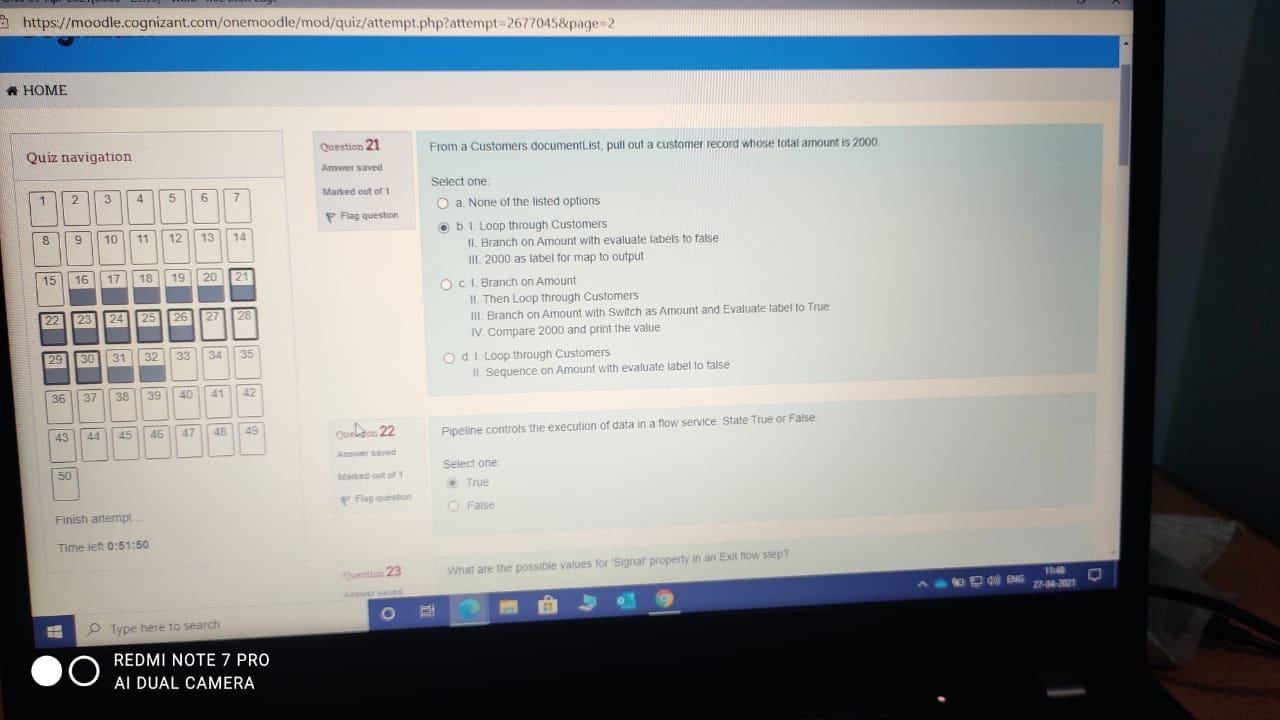 https://moodle.cognizant.com/onemoodle/mod/quiz/attempt.php?attempt=2677045&page=2
HOME
Quiz navigation
1 2 3 4 5 6 7
8 9 10 11 12 13 14
15 16 17 18 19 20 21
22 23 24 25 26 27 28
29 30 31 32 33 34 35
36 37 38 39 40 41 42
43 44 45 46 47 48 49
50
Finish attempt ...
Time left 0:51:50
Question 21
Answer saved
Marked out of 1
Flag question
From a Customers documentList, pull out a customer record whose total amount is 2000.
Select one:
a. None of the listed options
b. I. Loop through Customers
II. Branch on Amount with evaluate labels to false
III. 2000 as label for map to output
c. I. Branch on Amount
II. Then Loop through Customers
III. Branch on Amount with Switch as Amount and Evaluate label to True
IV. Compare 2000 and print the value
d. I. Loop through Customers
II. Sequence on Amount with evaluate label to false
Question 22
Answer saved
Marked out of 1
Flag question
Pipeline controls the execution of data in a flow service. State True or False.
Select one:
True
False
Question 23
Answer saved
What are the possible values for 'Signal' property in an Exit flow step?
Type here to search
ENG
11:40
27-04-2021
REDMI NOTE 7 PRO
AI DUAL CAMERA